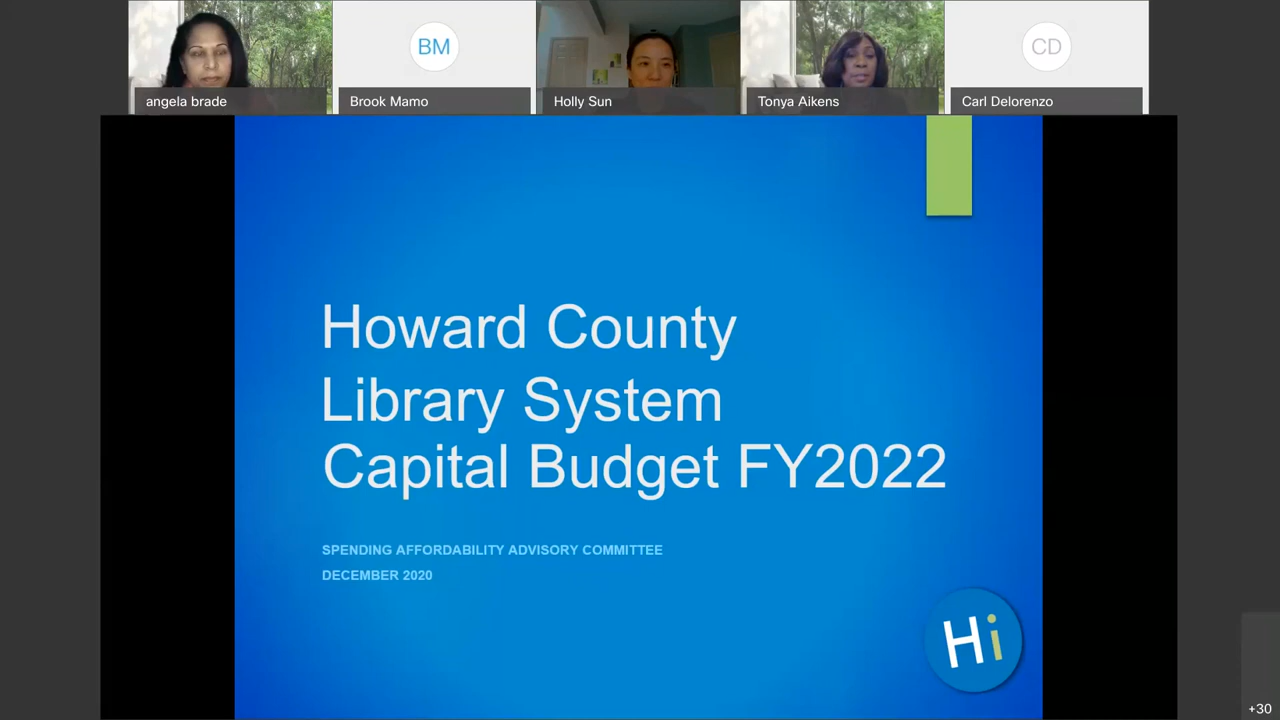 BM
CD
angela brade
Brook Mamo
Holly Sun
Tonya Aikens
Carl Delorenzo
Howard County
Library System
Capital Budget FY2022
SPENDING AFFORDABILITY ADVISORY COMMITTEE
DECEMBER 2020
Hi
+30